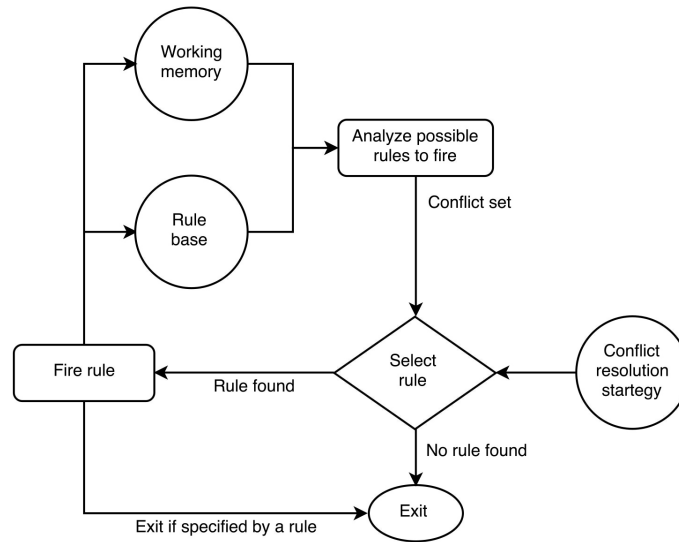 Working
memory
Analyze possible
rules to fire
Conflict set
Rule
base
Fire rule
Rule found
Select
rule
Conflict
resolution
startegy
No rule found
Exit
Exit if specified by a rule